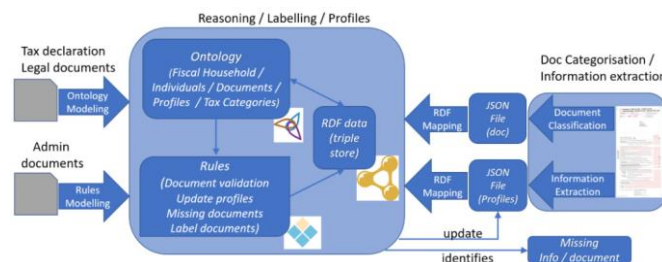 Reasoning / Labelling / Profiles
Tax declaration
Legal documents
Ontology
Modeling
Admin
documents
Rules
Modelling
Ontology
(Fiscal Household /
Individuals / Documents /
Profiles / Tax Categories)
RDF data
(triple
store)
Rules
(Document validation
Update profiles
Missing documents
Label documents)
Doc Categorisation /
Information extraction
RDF
Mapping
JSON
File
(doc)
Document
Classification
RDF
Mapping
JSON
File
(Profiles)
Information
Extraction
update
identifies
Missing
Info / document